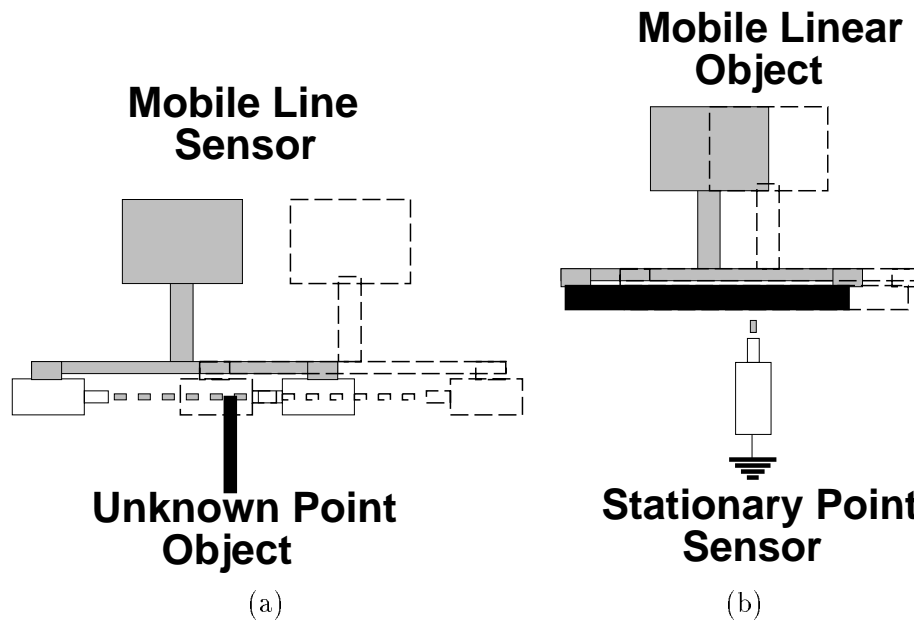 Mobile Line
Sensor
Unknown Point
Object
(a)
Mobile Linear
Object
Stationary Point
Sensor
(b)